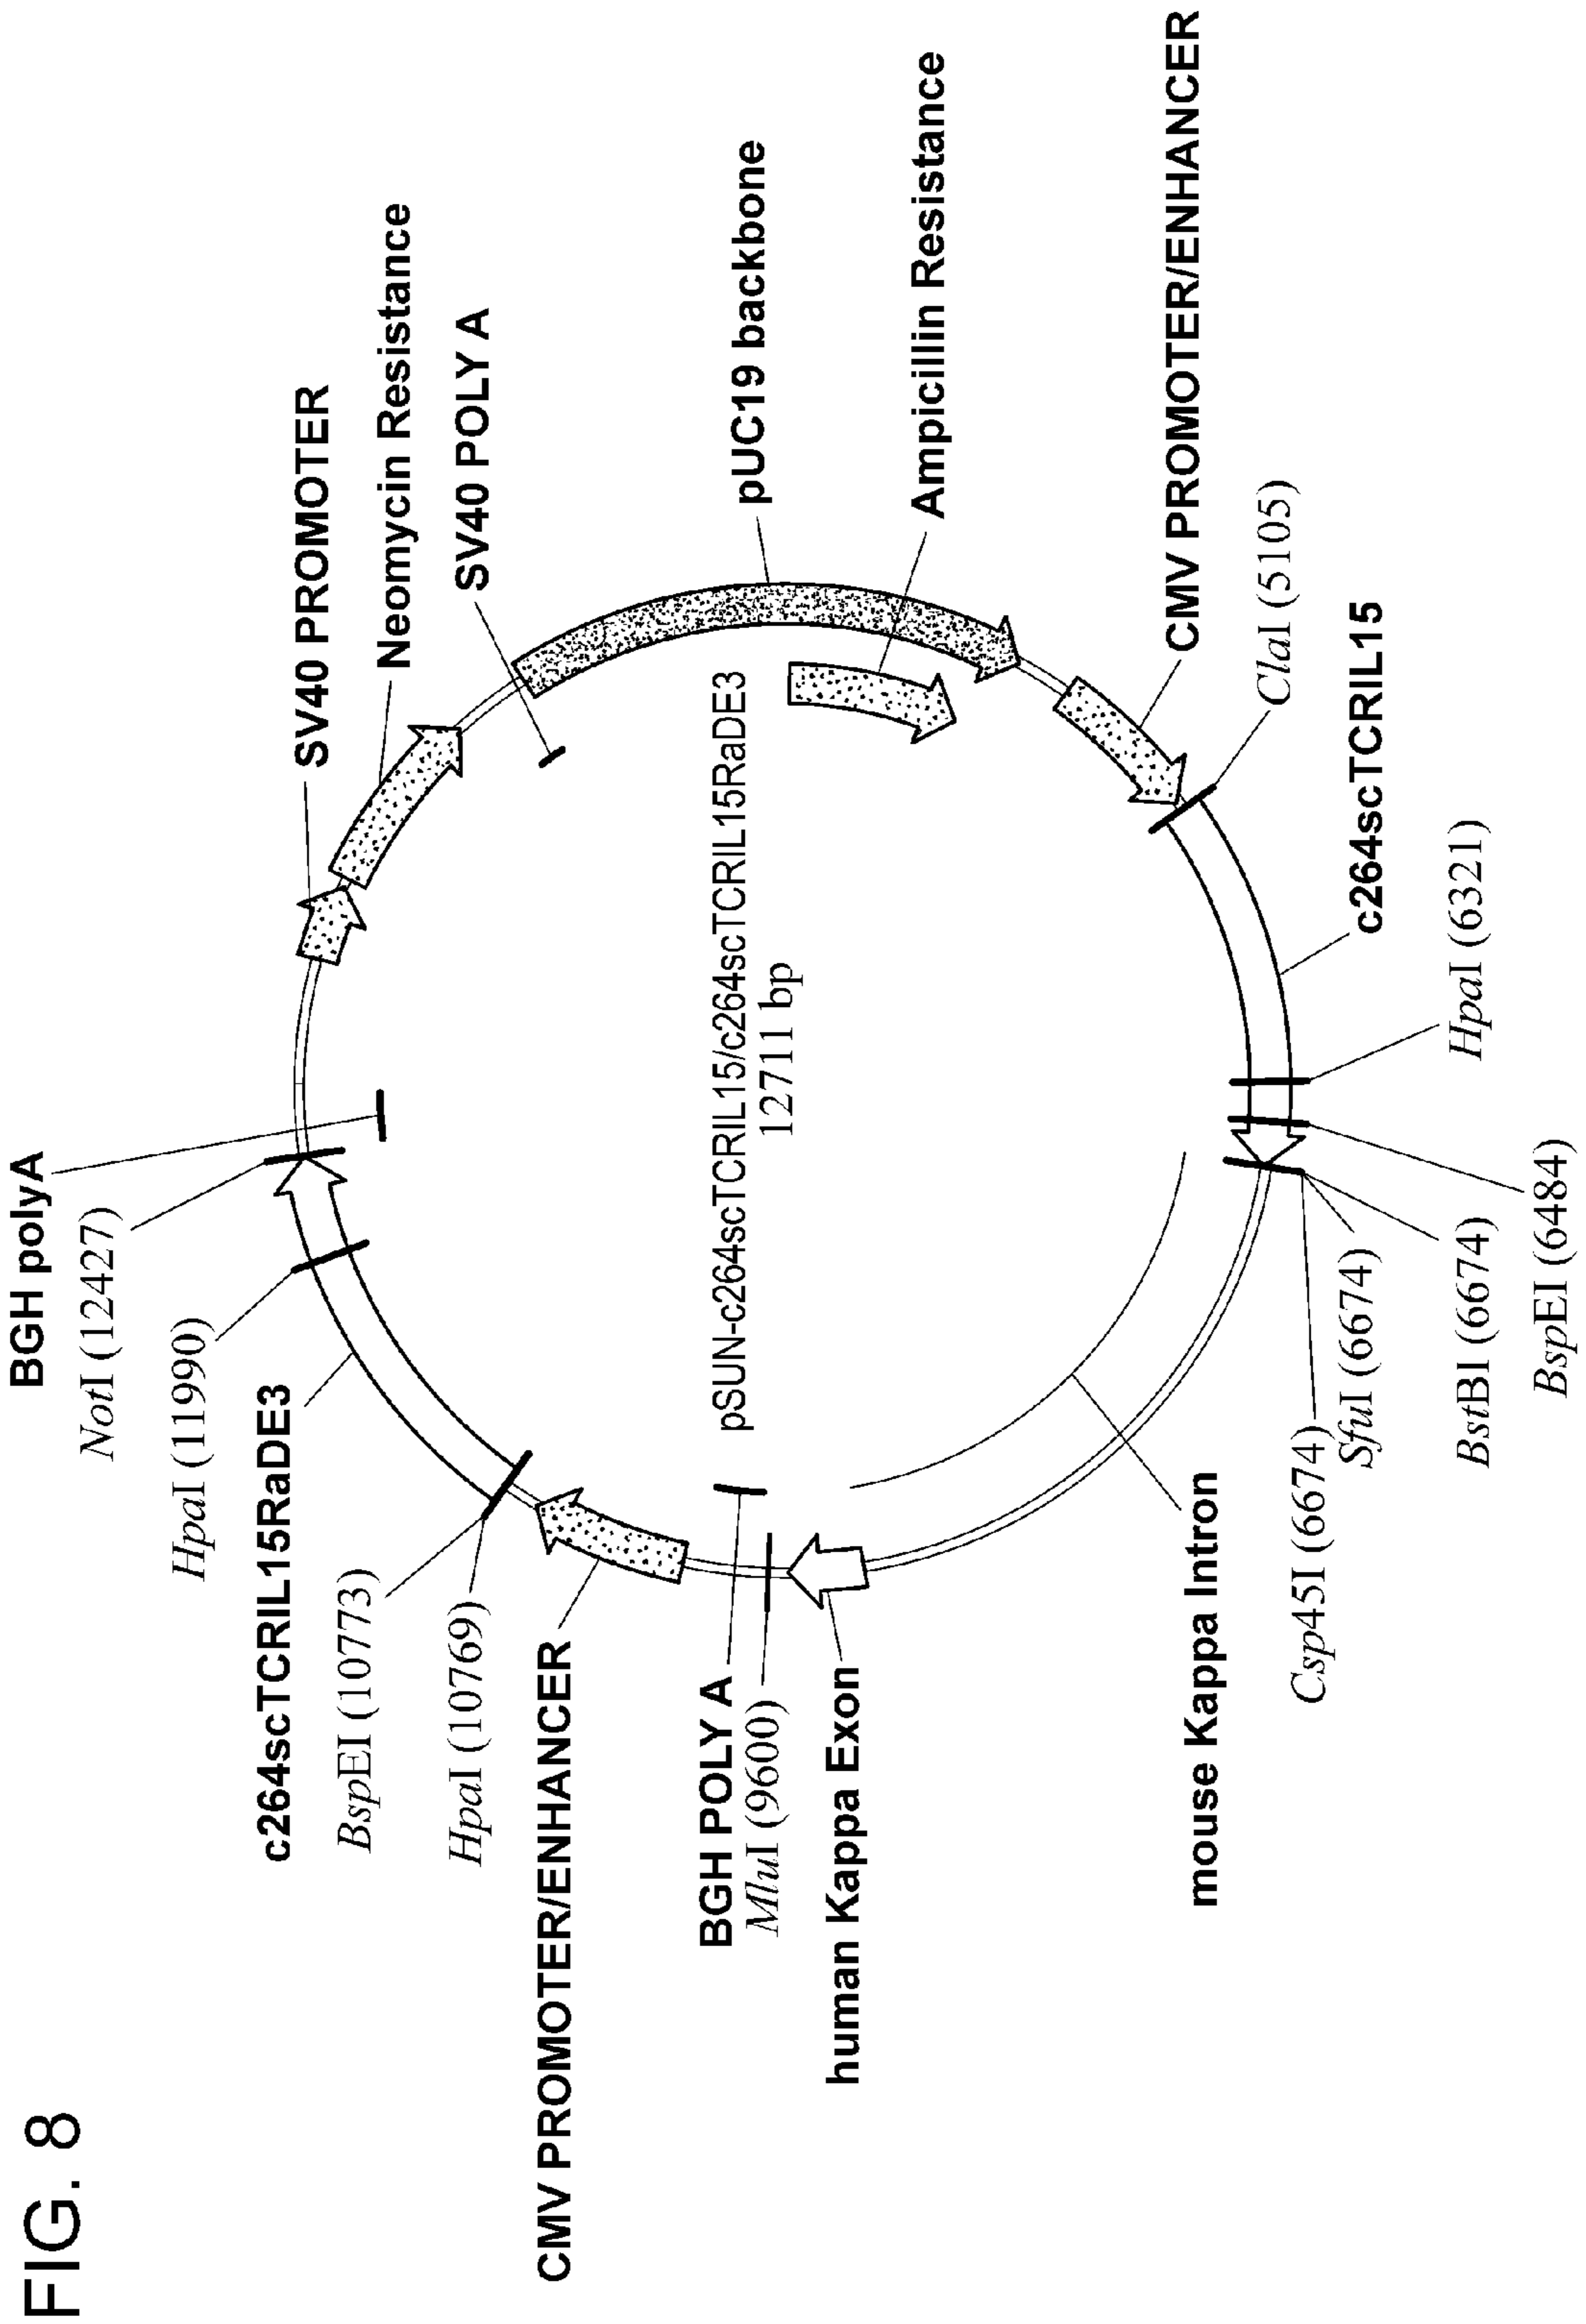 FIG. 8
BGH polyA
NotI (12427)
HpaI (11990)
c264scTCRIL15RaDE3
BspEI (10773)
HpaI (10769)
CMV PROMOTER/ENHANCER
BGH POLY A
MluI (9600)
human Kappa Exon
SV40 PROMOTER
Neomycin Resistance
SV40 POLY A
pUC19 backbone
Ampicillin Resistance
CMV PROMOTER/ENHANCER
ClaI (5105)
c264scTCRIL15
HpaI (6321)
pSUN-c264scTCRIL15/c264scTCRIL15RaDE3
12711 bp
mouse Kappa Intron
Csp45I (6674)
SfuI (6674)
BstBI (6674)
BspEI (6484)